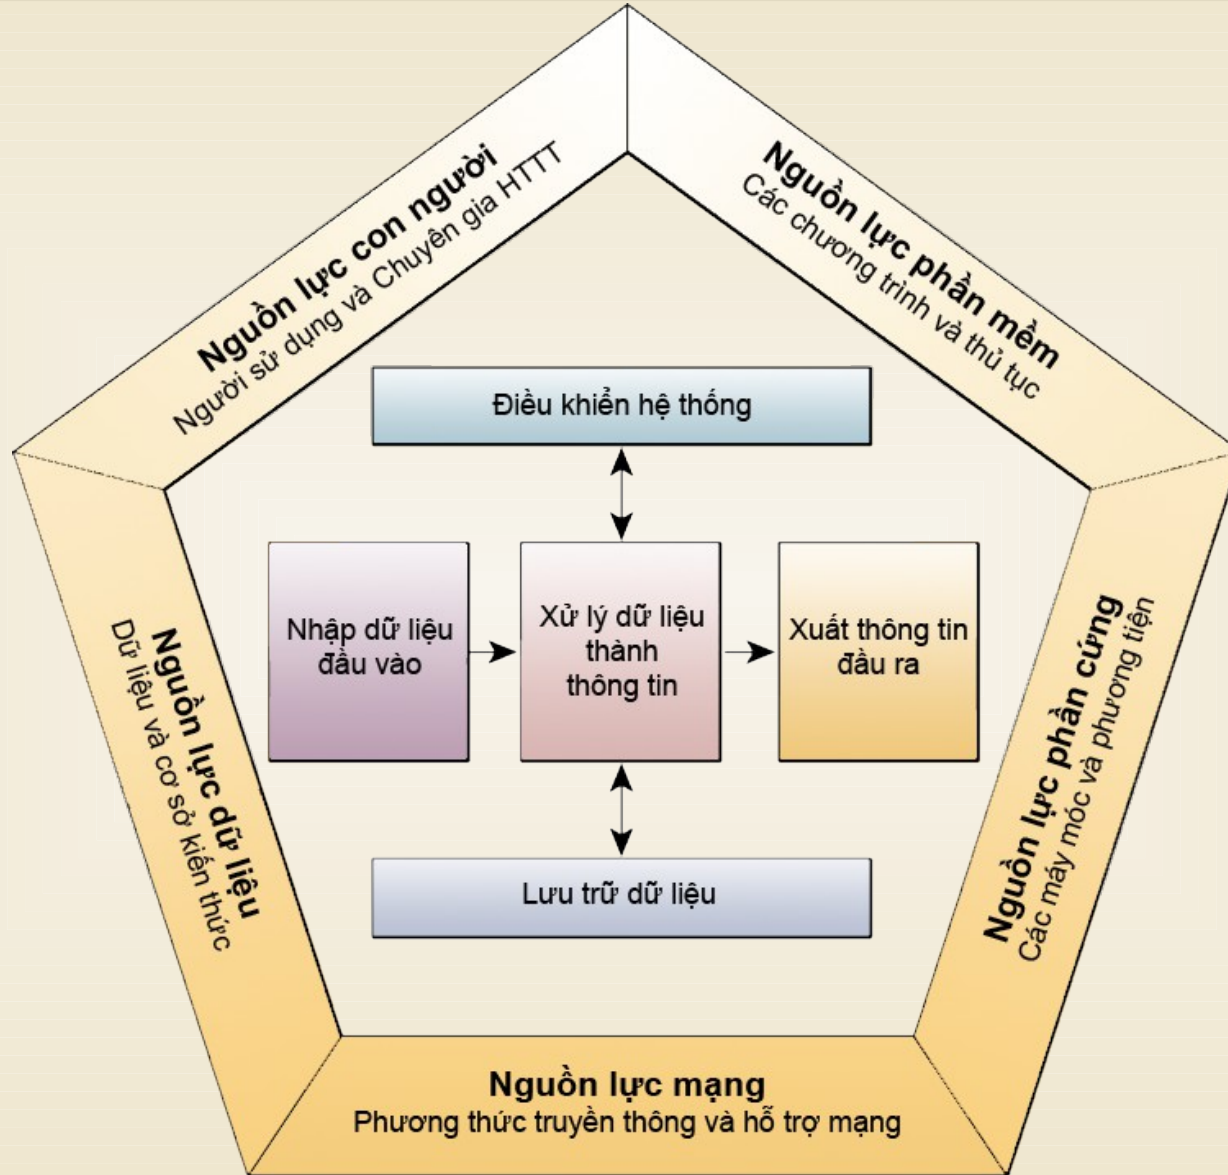 Nguồn lực con người
Người sử dụng và Chuyên gia HTTT
Nguồn lực phần mềm
Các chương trình và thủ tục
Điều khiển hệ thống
Nhập dữ liệu
đầu vào
Xử lý dữ liệu
thành
thông tin
Xuất thông tin
đầu ra
Lưu trữ dữ liệu
Nguồn lực dữ liệu
Dữ liệu và cơ sở kiến thức
Nguồn lực phần cứng
Các máy móc và phương tiện
Nguồn lực mạng
Phương thức truyền thông và hỗ trợ mạng